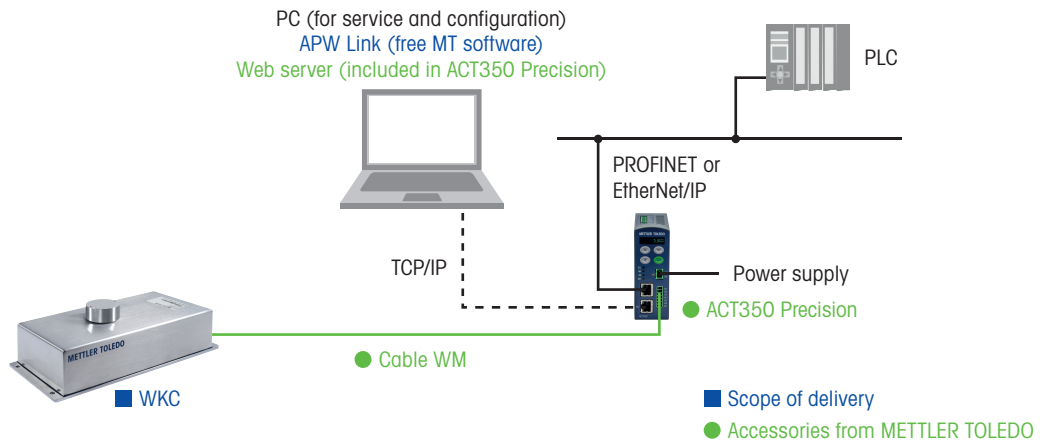 PC (for service and configuration)
APW Link (free MT software)
Web server (included in ACT350 Precision)
PLC
PROFINET or
EtherNet/IP
METTLER TOLEDO
TCP/IP
Power supply
ACT350 Precision
METTLER TOLEDO
Cable WM
WKC
Scope of delivery
Accessories from METTLER TOLEDO